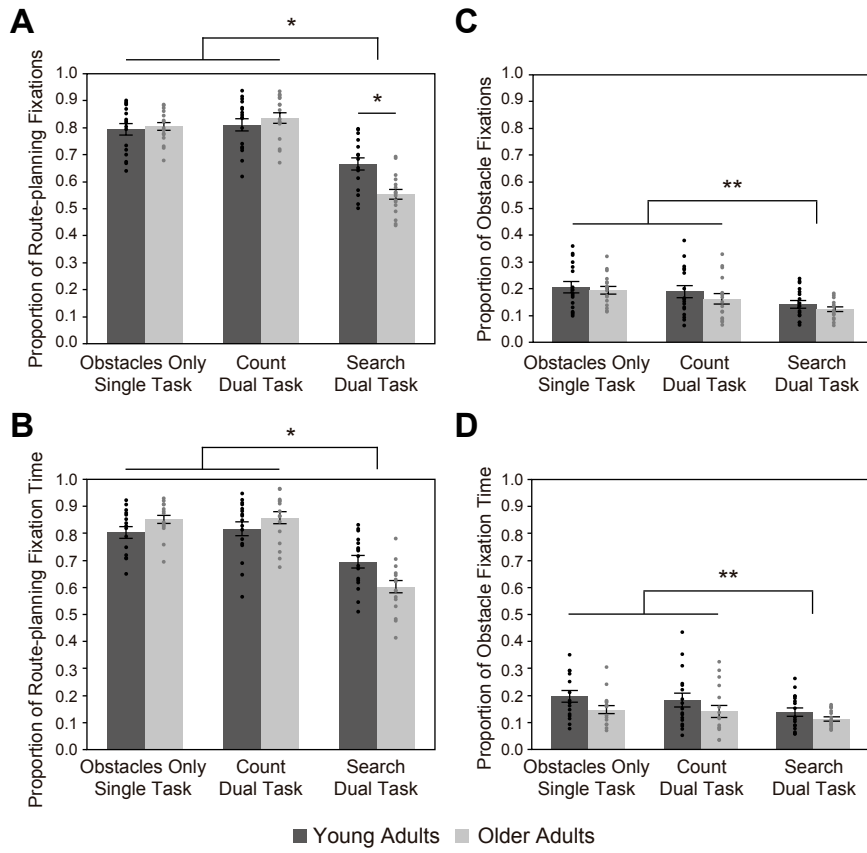 A
*
Proportion of Route-planning Fixations
1.0
0.9
0.8
0.7
0.6
0.5
0.4
0.3
0.2
0.1
0.0
*
Obstacles Only
Single Task
Count
Dual Task
Search
Dual Task
B
*
Proportion of Route-planning Fixation Time
1.0
0.9
0.8
0.7
0.6
0.5
0.4
0.3
0.2
0.1
0.0
Obstacles Only
Single Task
Count
Dual Task
Search
Dual Task
C
Proportion of Obstacle Fixations
1.0
0.9
0.8
0.7
0.6
0.5
0.4
0.3
0.2
0.1
0.0
**
Obstacles Only
Single Task
Count
Dual Task
Search
Dual Task
D
Proportion of Obstacle Fixation Time
1.0
0.9
0.8
0.7
0.6
0.5
0.4
0.3
0.2
0.1
0.0
**
Obstacles Only
Single Task
Count
Dual Task
Search
Dual Task
Young Adults
Older Adults